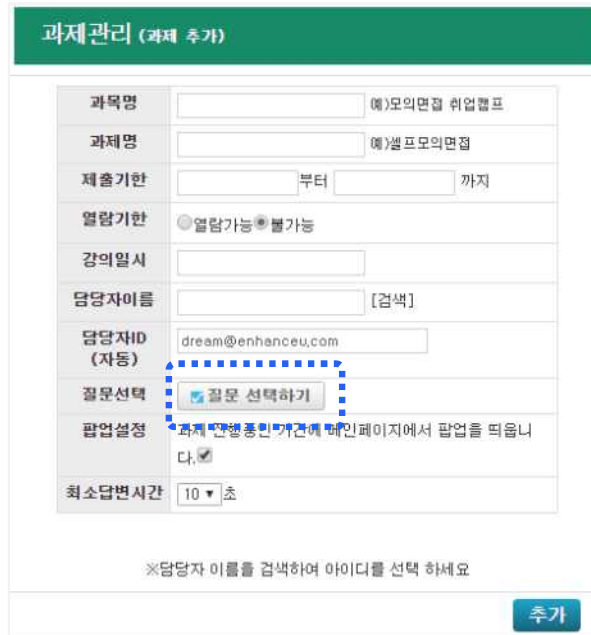 과제관리 (과제 추가)
과목명 예)모의면접 취업캠프
과제명 예)셀프모의면접
제출기한 부터 까지
열람기한 열람가능 불가능
강의일시
담당자이름 [검색]
담당자ID
(자동) dream@enhanceu.com
질문선택 질문 선택하기
팝업설정 과제 진행중인 기간에 메인페이지에서 팝업을 띄웁니
다.
최소답변시간 10 초
※담당자 이름을 검색하여 아이디를 선택 하세요
추가